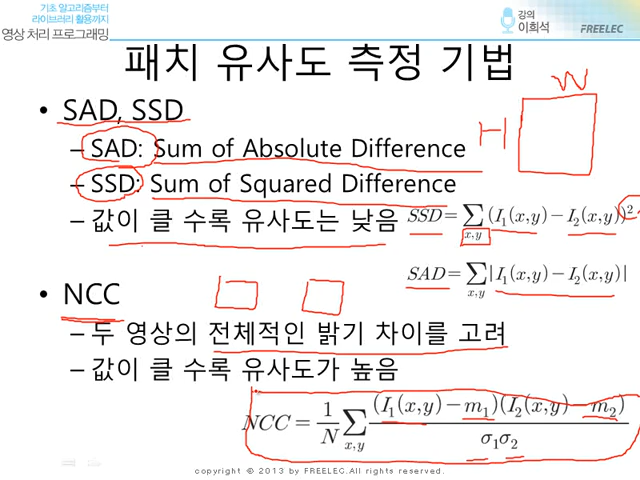 기초 알고리즘부터
라이브러리 활용까지
영상 처리 프로그래밍
강의
이희석
FREELEC
패치 유사도 측정 기법
W
H
• SAD, SSD
– SAD: Sum of Absolute Difference
– SSD: Sum of Squared Difference
– 값이 클 수록 유사도는 낮음
SSD = ∑x,y (I₁(x,y) − I₂(x,y))²
SAD = ∑x,y |I₁(x,y) − I₂(x,y)|
• NCC
– 두 영상의 전체적인 밝기 차이를 고려
– 값이 클 수록 유사도가 높음
NCC = 1/N ∑x,y (I₁(x,y) − m₁)(I₂(x,y) − m₂) / σ₁σ₂
copyright ⓒ 2013 by FREELEC.All rights reserved.